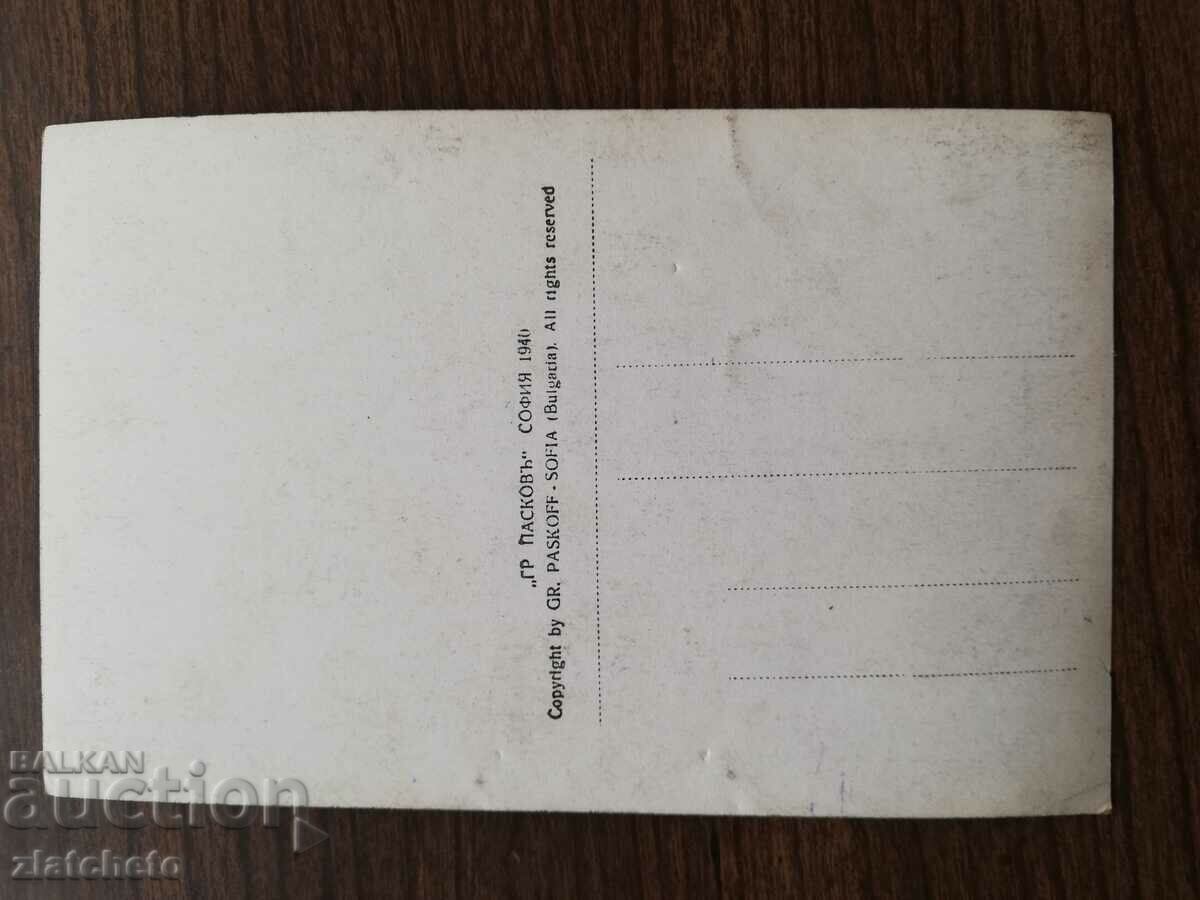 „ГР ПАСКОВЪ“ СОФИЯ 1940
Copyright by GR. PASKOFF - SOFIA (Bulgaria). All rights reserved
BALKAN
auction
zlatcheto